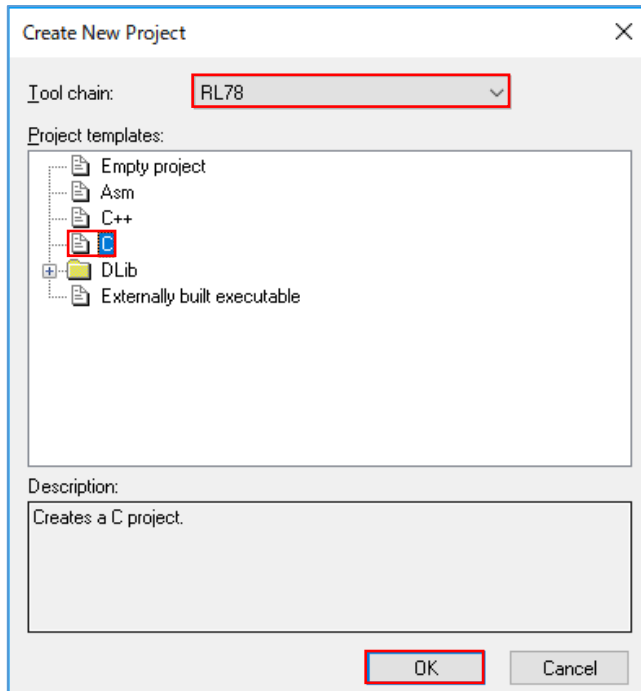 Create New Project
Tool chain: RL78
Project templates:
Empty project
Asm
C++
C
DLib
Externally built executable
Description:
Creates a C project.
OK Cancel